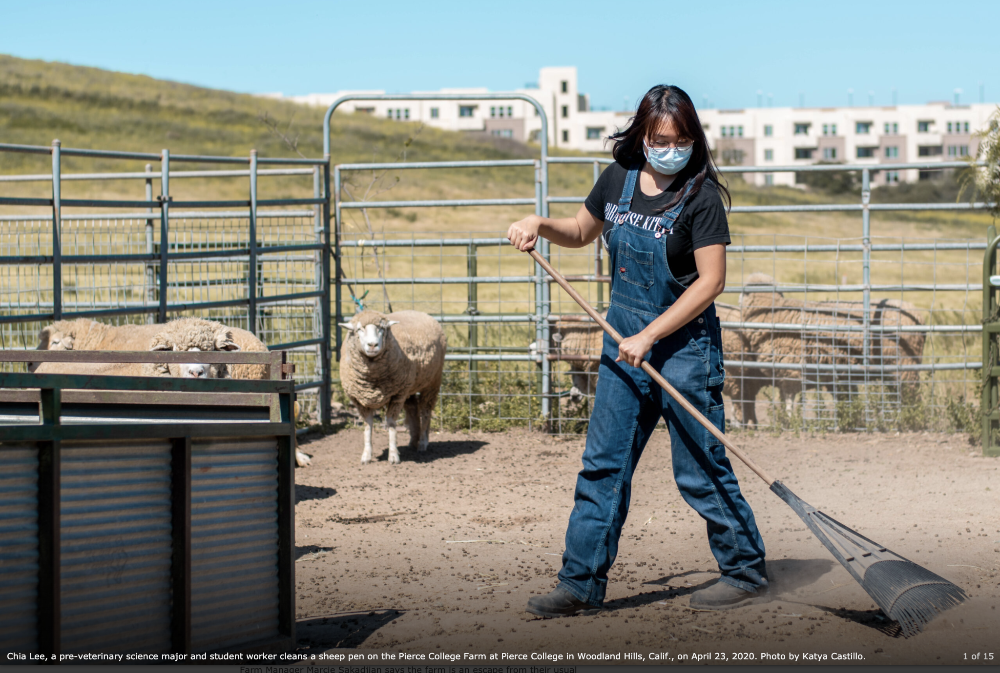 PARADISE KIT
Chia Lee, a pre-veterinary science major and student worker cleans a sheep pen on the Pierce College Farm at Pierce College in Woodland Hills, Calif., on April 23, 2020. Photo by Katya Castillo.
1 of 15
Farm Manager Marcie Sakadjian says the farm is an escape from their usual